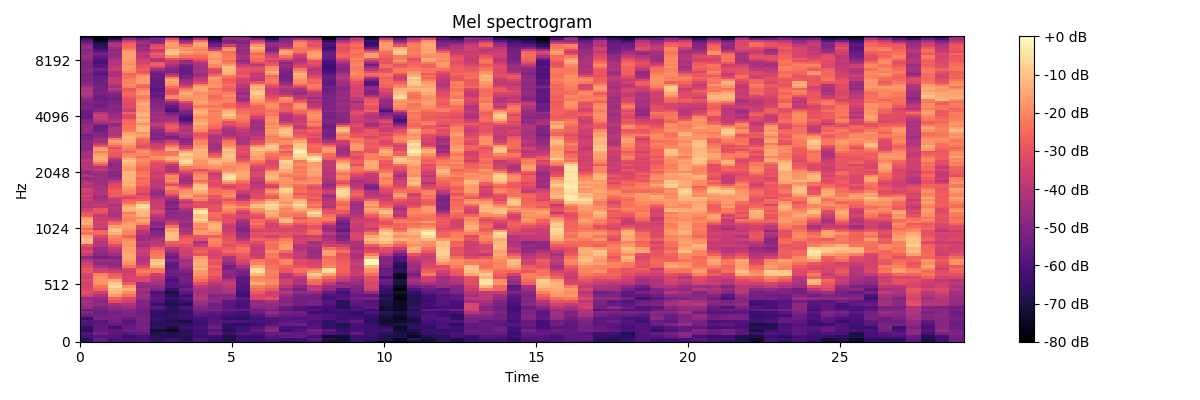 Mel spectrogram
Hz
8192
4096
2048
1024
512
0
0 5 10 15 20 25
Time
+0 dB
-10 dB
-20 dB
-30 dB
-40 dB
-50 dB
-60 dB
-70 dB
-80 dB